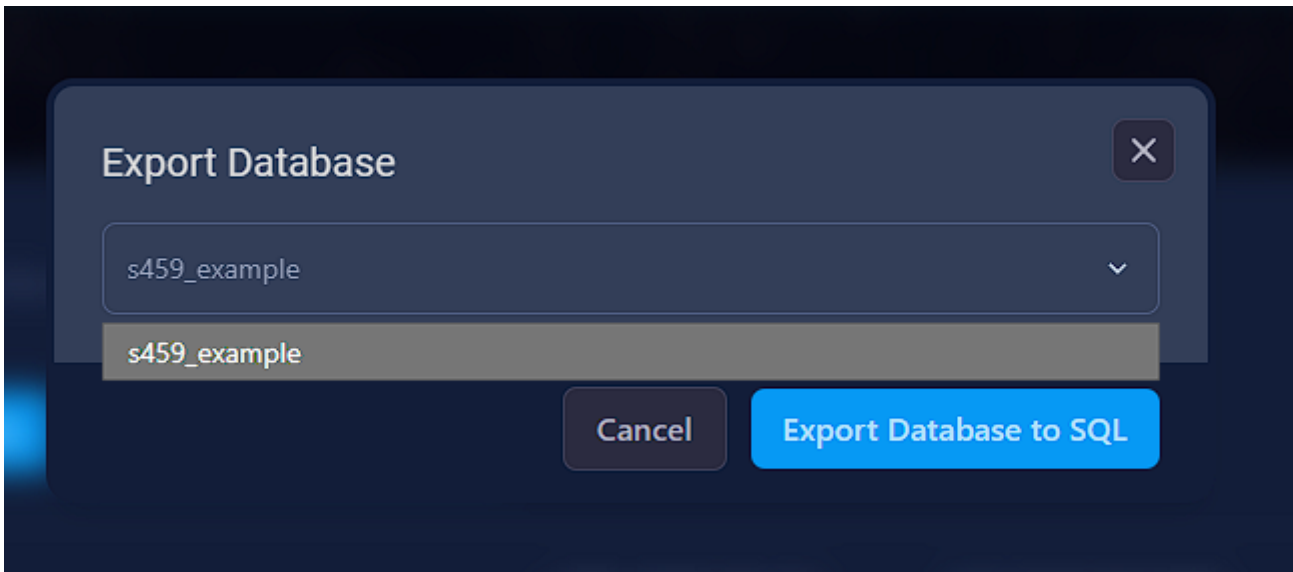 Export Database
s459_example
s459_example
Cancel
Export Database to SQL